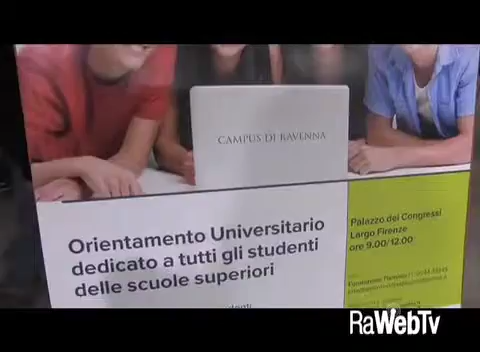 CAMPUS DI RAVENNA
Orientamento Universitario
dedicato a tutti gli studenti
delle scuole superiori
Palazzo dei Congressi
Largo Firenze
ore 9.00/12.00
RaWebTv